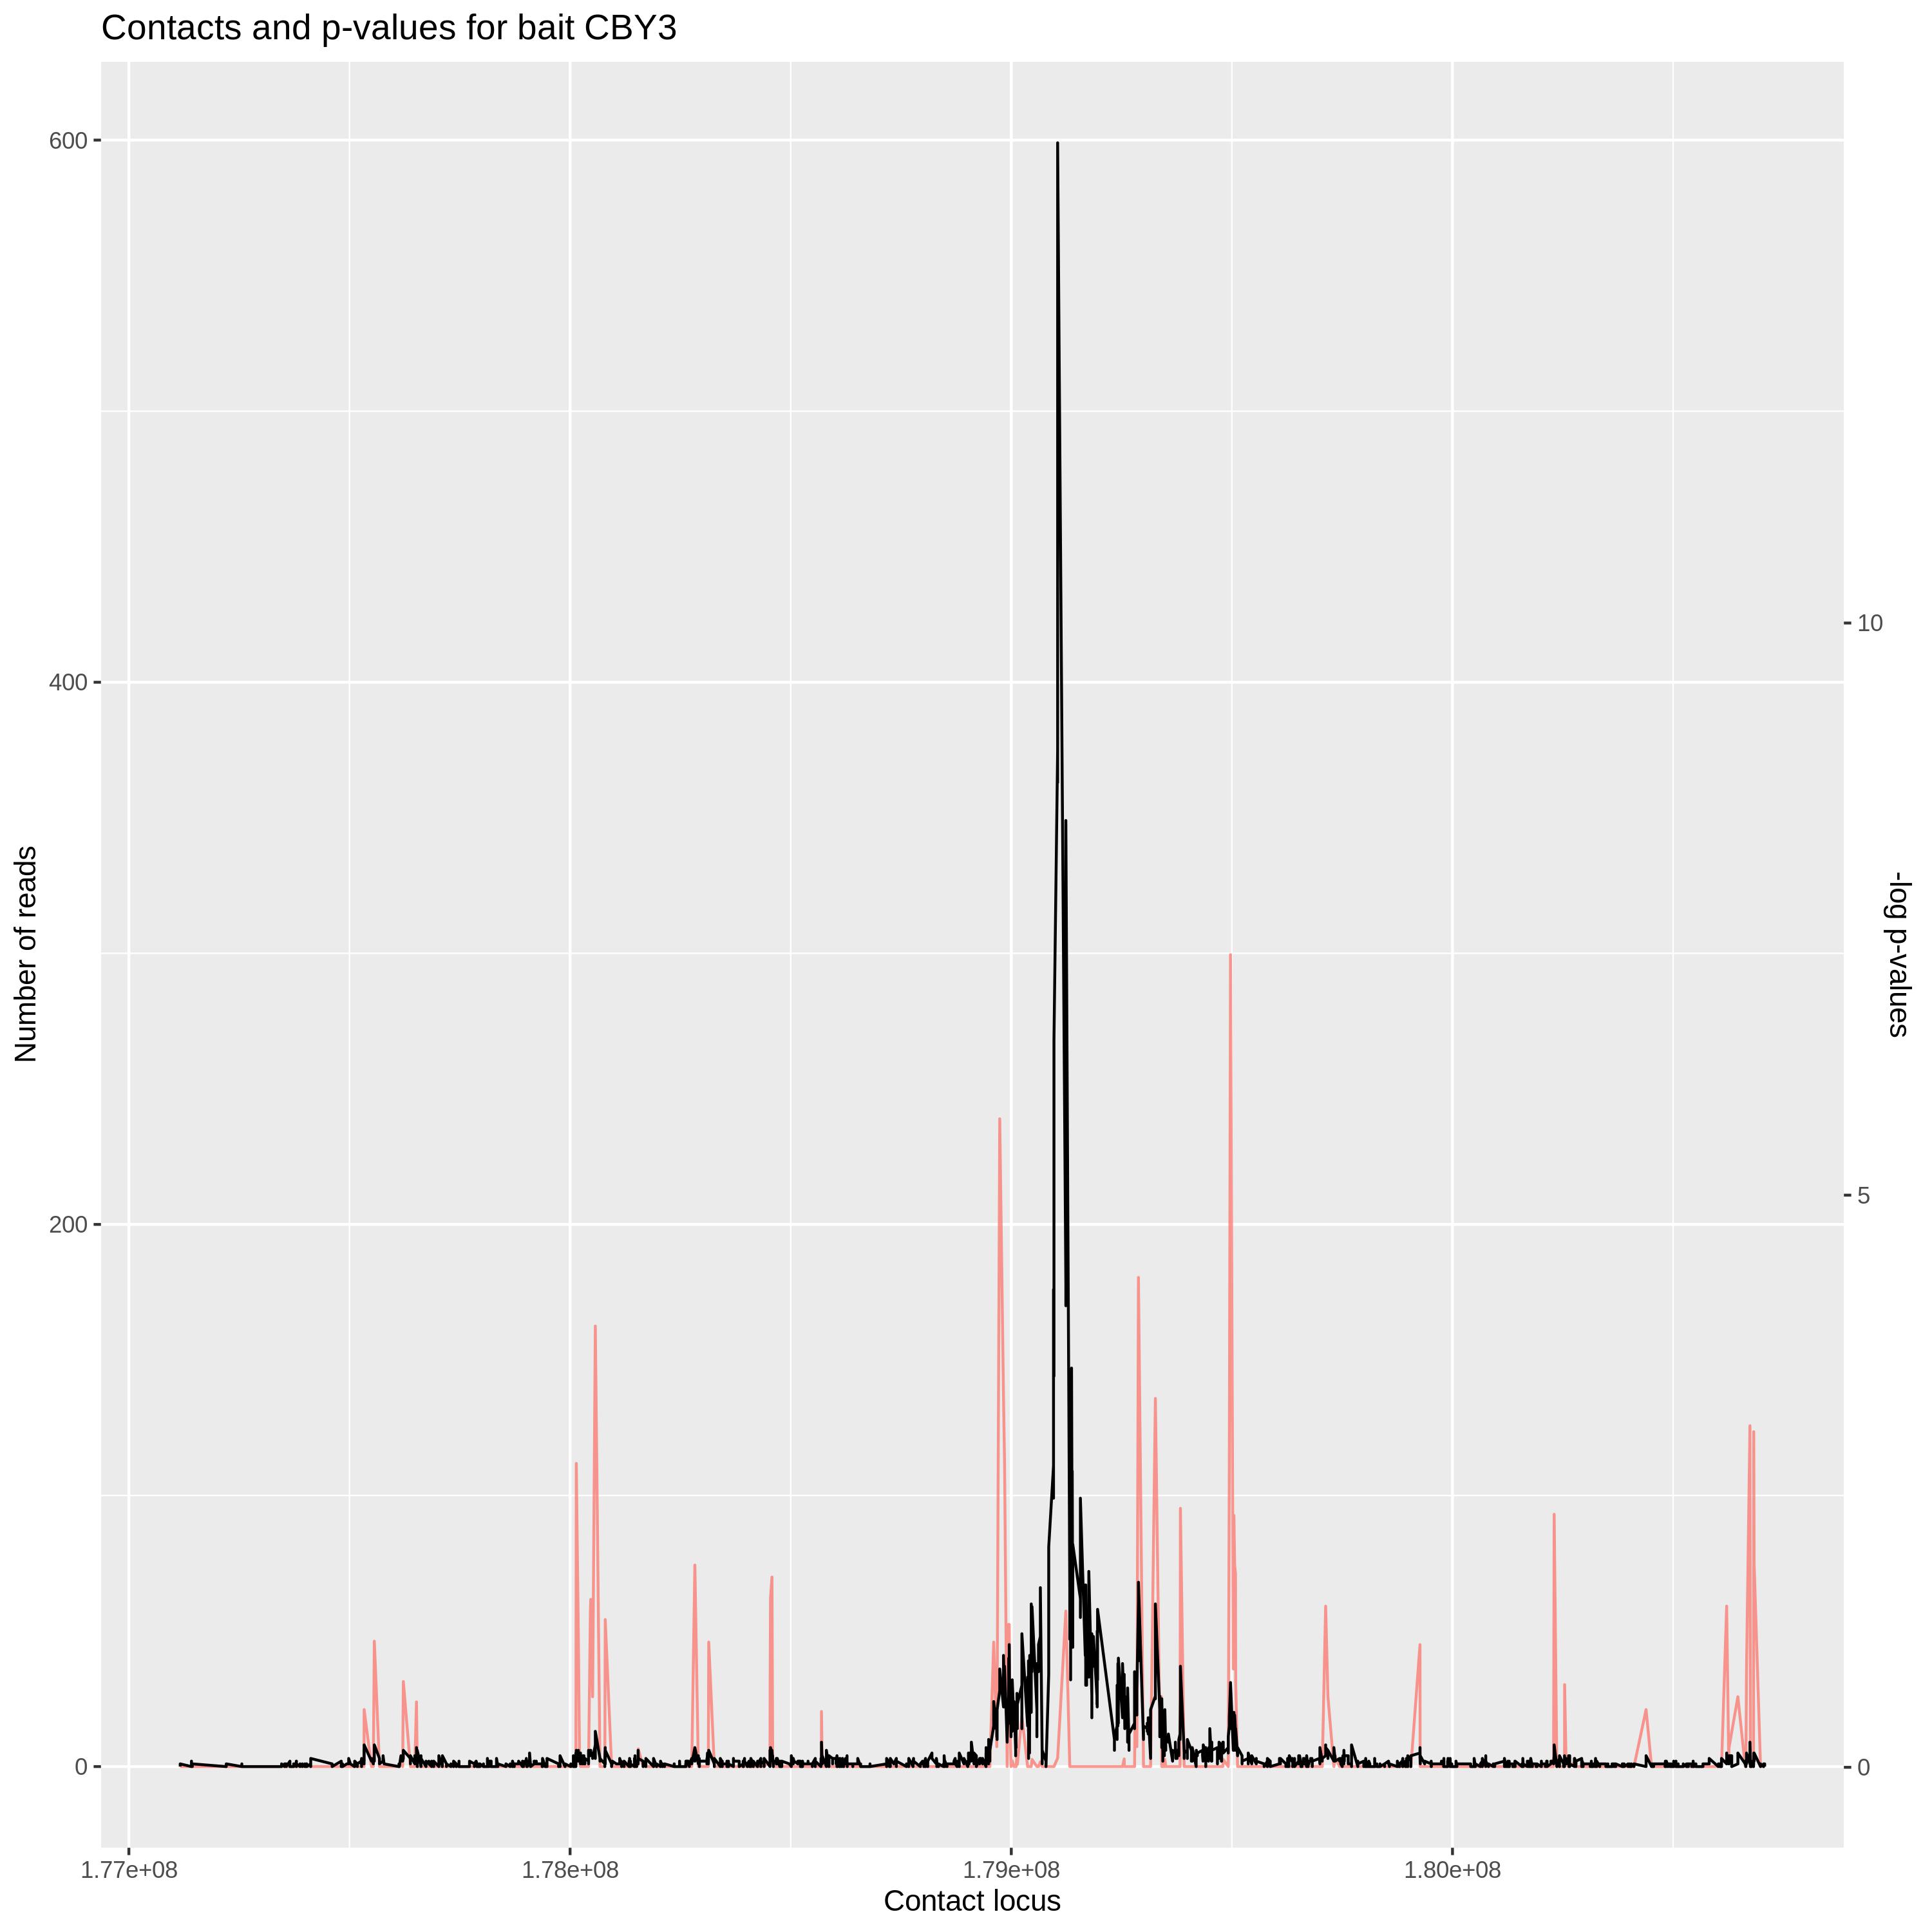 Contacts and p-values for bait CBY3
600
400
200
0
Number of reads
10
5
0
-log p-values
1.77e+08
1.78e+08
1.79e+08
1.80e+08
Contact locus